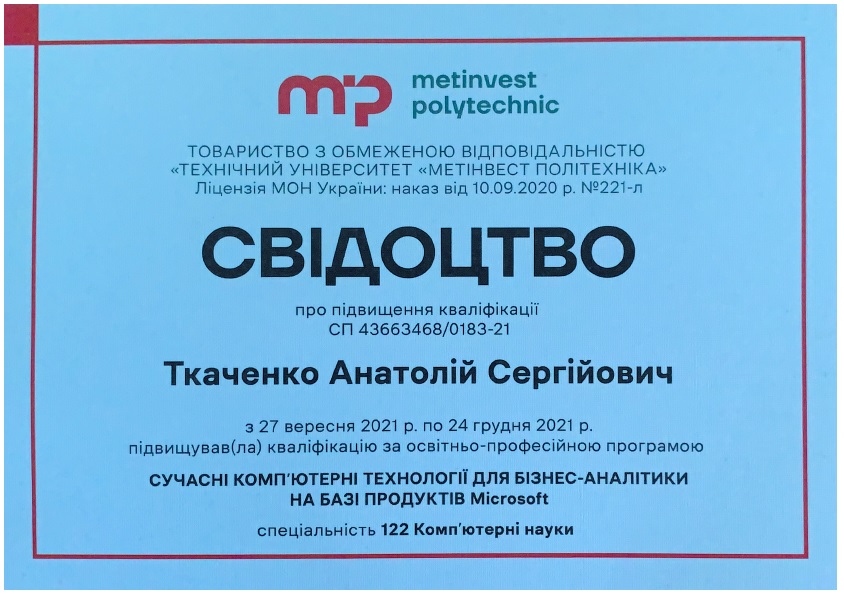 mip metinvest
polytechnic
ТОВАРИСТВО З ОБМЕЖЕНОЮ ВІДПОВІДАЛЬНІСТЮ
«ТЕХНІЧНИЙ УНІВЕРСИТЕТ «МЕТІНВЕСТ ПОЛІТЕХНІКА»
Ліцензія МОН України: наказ від 10.09.2020 р. №221-л
СВІДОЦТВО
про підвищення кваліфікації
СП 43663468/0183-21
Ткаченко Анатолій Сергійович
з 27 вересня 2021 р. по 24 грудня 2021 р.
підвищував(ла) кваліфікацію за освітньо-професійною програмою
СУЧАСНІ КОМП'ЮТЕРНІ ТЕХНОЛОГІЇ ДЛЯ БІЗНЕС-АНАЛІТИКИ
НА БАЗІ ПРОДУКТІВ Microsoft
спеціальність 122 Комп'ютерні науки